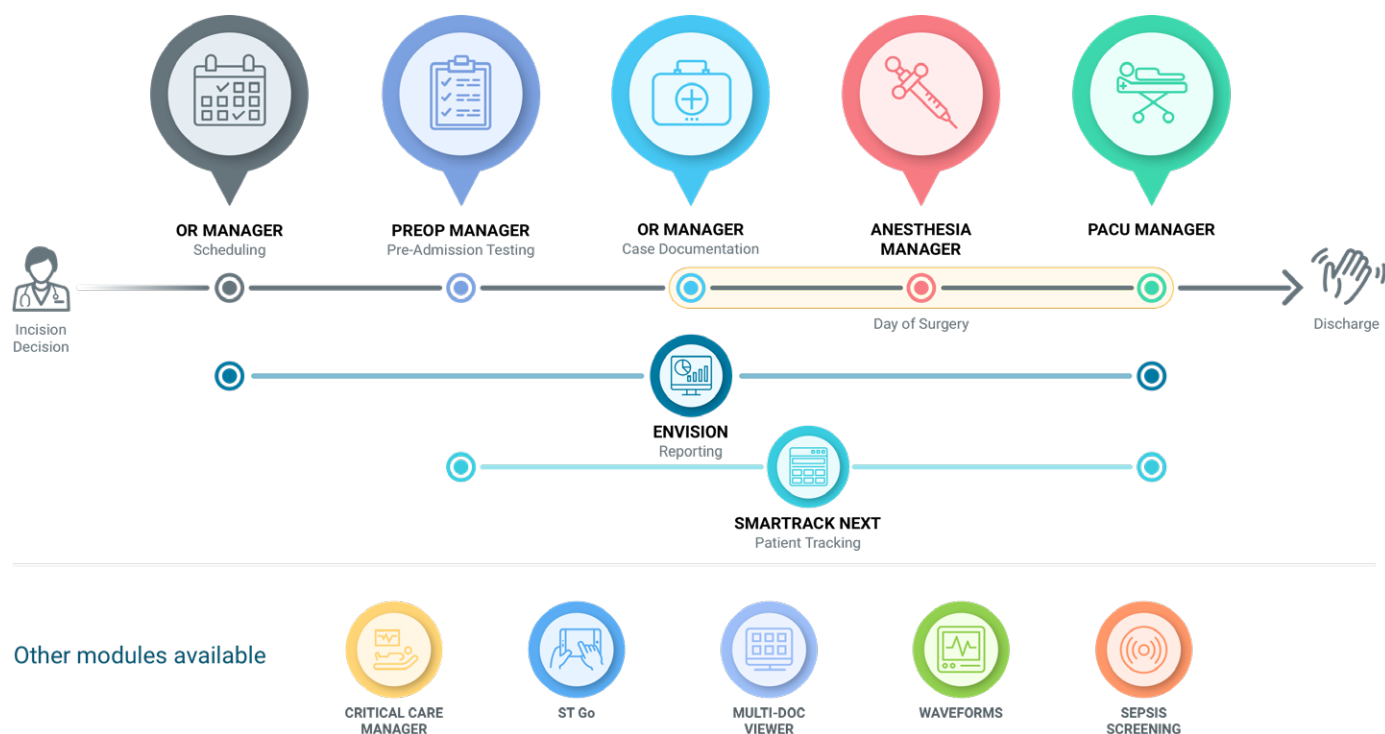 OR MANAGER
Scheduling
PREOP MANAGER
Pre-Admission Testing
OR MANAGER
Case Documentation
ANESTHESIA
MANAGER
PACU MANAGER
Incision
Decision
Day of Surgery
Discharge
ENVISION
Reporting
SMARTRACK NEXT
Patient Tracking
Other modules available
CRITICAL CARE
MANAGER
ST Go
MULTI-DOC
VIEWER
WAVEFORMS
SEPSIS
SCREENING